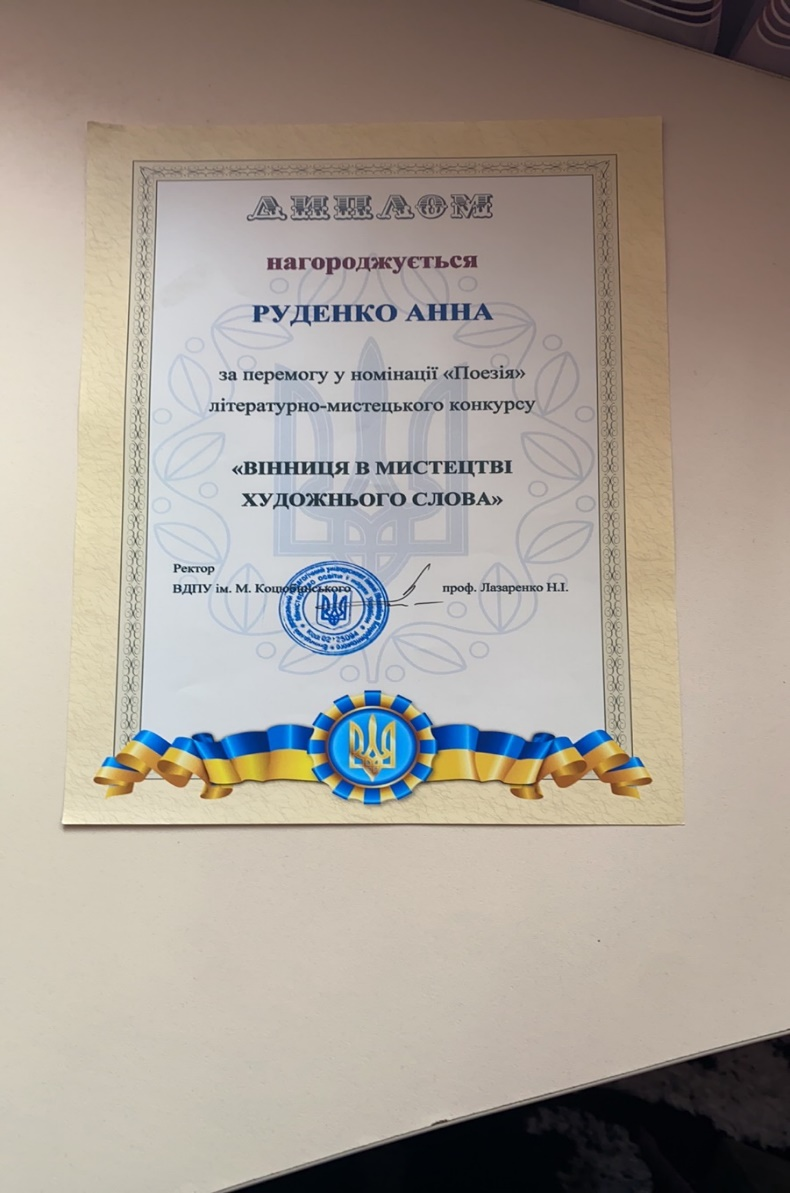 ДИПЛОМ
нагороджується
РУДЕНКО АННА
за перемогу у номінації «Поезія»
літературно-мистецького конкурсу
«ВІННИЦЯ В МИСТЕЦТВІ
ХУДОЖНЬОГО СЛОВА»
Ректор
ВДПУ ім. М. Коцюбинського проф. Лазаренко Н.І.